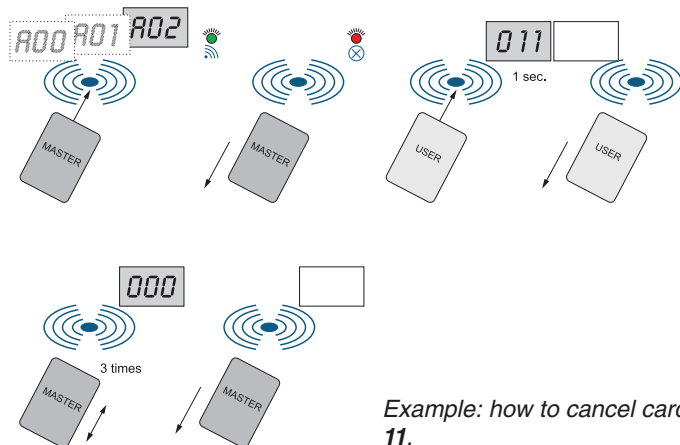 A00 A01 A02
011
1 sec.
MASTER
MASTER
USER
USER
000
3 times
MASTER
MASTER
Example: how to cancel card
11.